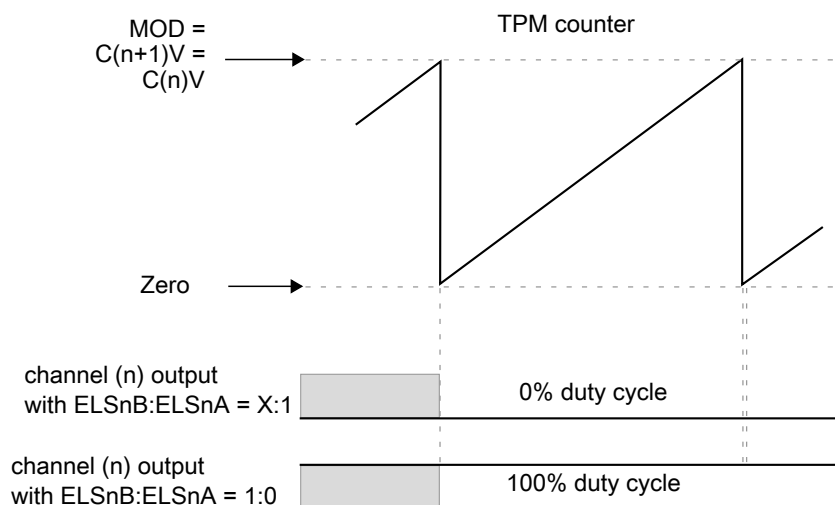 MOD =
C(n+1)V =
C(n)V
TPM counter
Zero
channel (n) output
with ELSnB:ELSnA = X:1
0% duty cycle
channel (n) output
with ELSnB:ELSnA = 1:0
100% duty cycle